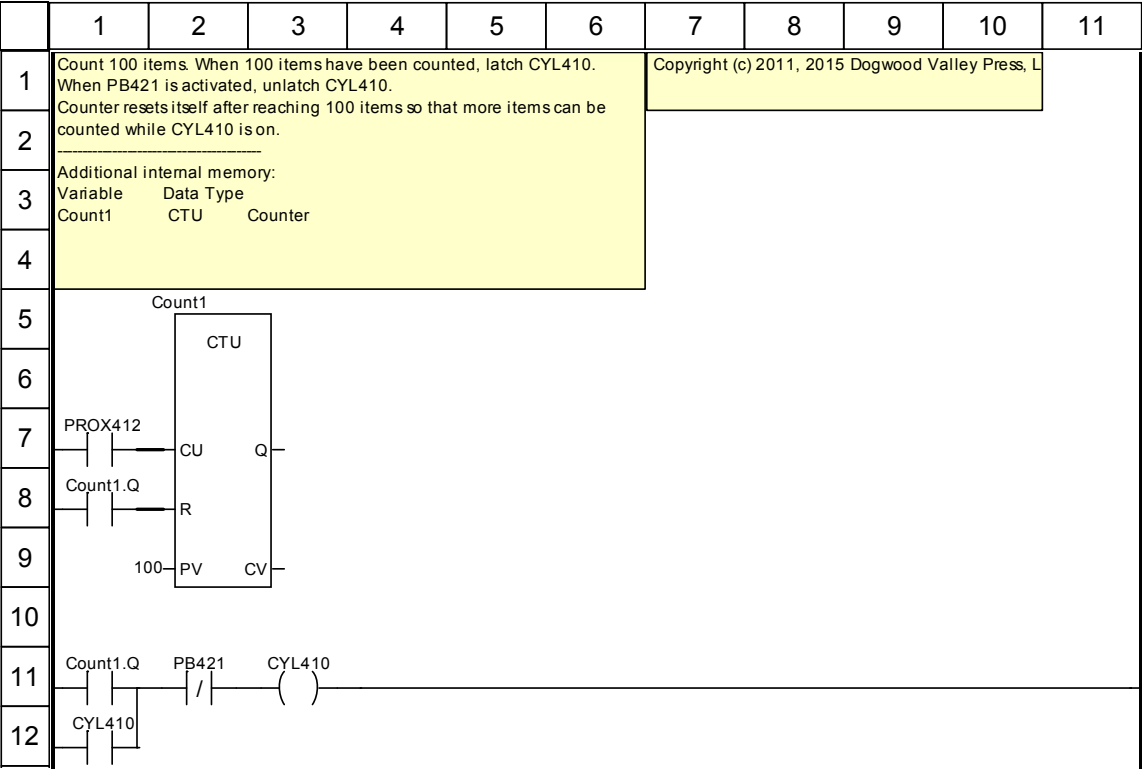 1 2 3 4 5 6 7 8 9 10 11
1
2
3
4
5
6
7
8
9
10
11
12
Count 100 items. When 100 items have been counted, latch CYL410.
When PB421 is activated, unlatch CYL410.
Counter resets itself after reaching 100 items so that more items can be
counted while CYL410 is on.
----------------------------------------
Additional internal memory:
Variable Data Type
Count1 CTU Counter
Copyright (c) 2011, 2015 Dogwood Valley Press, L
Count1
CTU
PROX412
CU Q
Count1.Q
R
100 PV CV
Count1.Q PB421 CYL410
/
CYL410